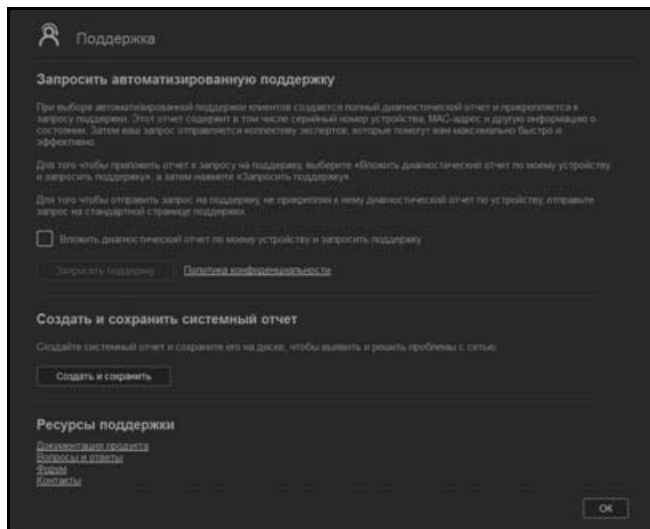 Поддержка
Запросить автоматизированную поддержку
При выборе автоматизированной поддержки клиентов создается полный диагностический отчет и прикрепляется к
запросу поддержки. Этот отчет содержит в том числе серийный номер устройства, MAC-адрес и другую информацию о
состоянии. Затем ваш запрос отправляется коллективу экспертов, которые помогут вам максимально быстро и
эффективно.
Для того чтобы приложить отчет к запросу на поддержку, выберите «Вложить диагностический отчет по моему устройству
и запросить поддержку», а затем нажмите «Запросить поддержку».
Для того чтобы отправить запрос на поддержку, не прикрепляя к нему диагностический отчет по устройству, отправьте
запрос на стандартной странице поддержки.
Вложить диагностический отчет по моему устройству и запросить поддержку
Запросить поддержку Политика конфиденциальности
Создать и сохранить системный отчет
Создайте системный отчет и сохраните его на диске, чтобы выявить и решить проблемы с сетью.
Создать и сохранить
Ресурсы поддержки
Документация продукта
Вопросы и ответы
Форум
Контакты
ОК